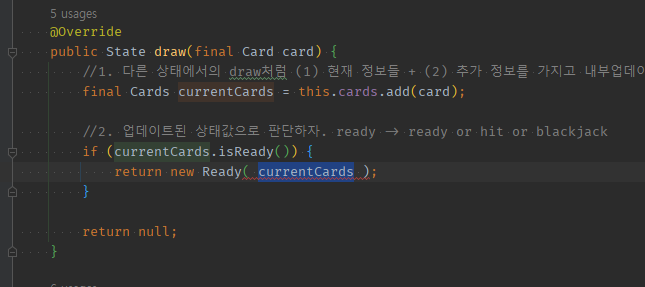 5 usages
@Override
public State draw(final Card card) {
//1. 다른 상태에서의 draw처럼 (1) 현재 정보들 + (2) 추가 정보를 가지고 내부업데이
final Cards currentCards = this.cards.add(card);
//2. 업데이트된 상태값으로 판단하자. ready -> ready or hit or blackjack
if (currentCards.isReady()) {
return new Ready( currentCards );
}
return null;
}